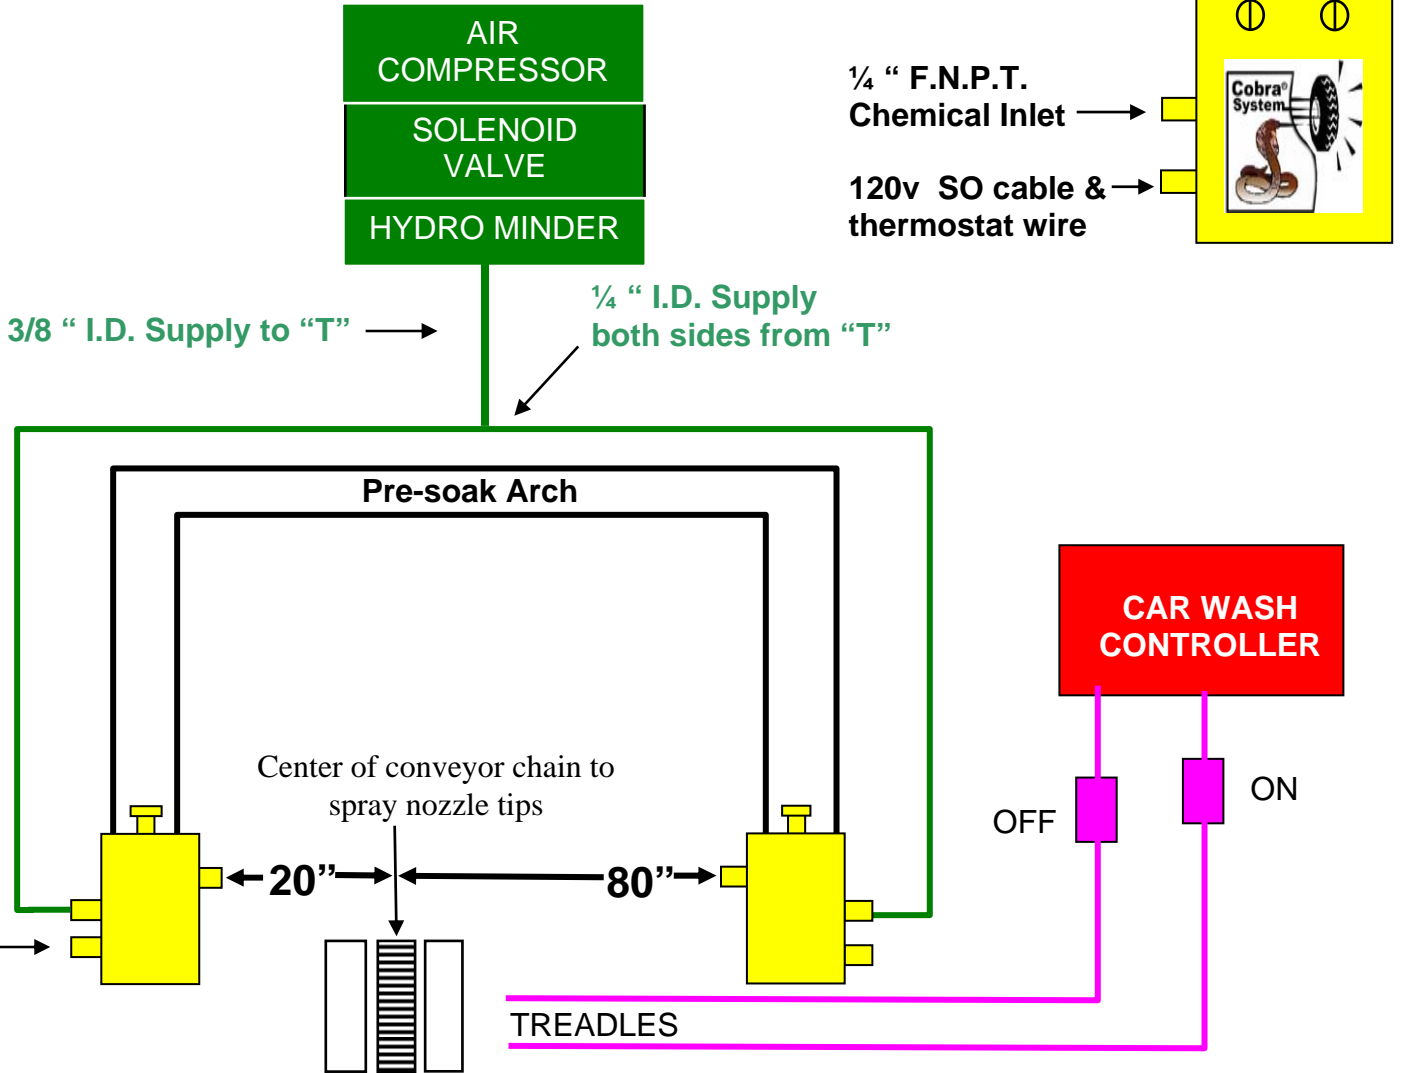 AIR
COMPRESSOR
SOLENOID
VALVE
HYDRO MINDER
¼ “ F.N.P.T.
Chemical Inlet
120v  SO cable &
thermostat wire
Cobra®
System
3/8 “ I.D. Supply to “T”
¼ “ I.D. Supply
both sides from “T”
Pre-soak Arch
CAR WASH
CONTROLLER
Center of conveyor chain to
spray nozzle tips
OFF
ON
20”
80”
TREADLES